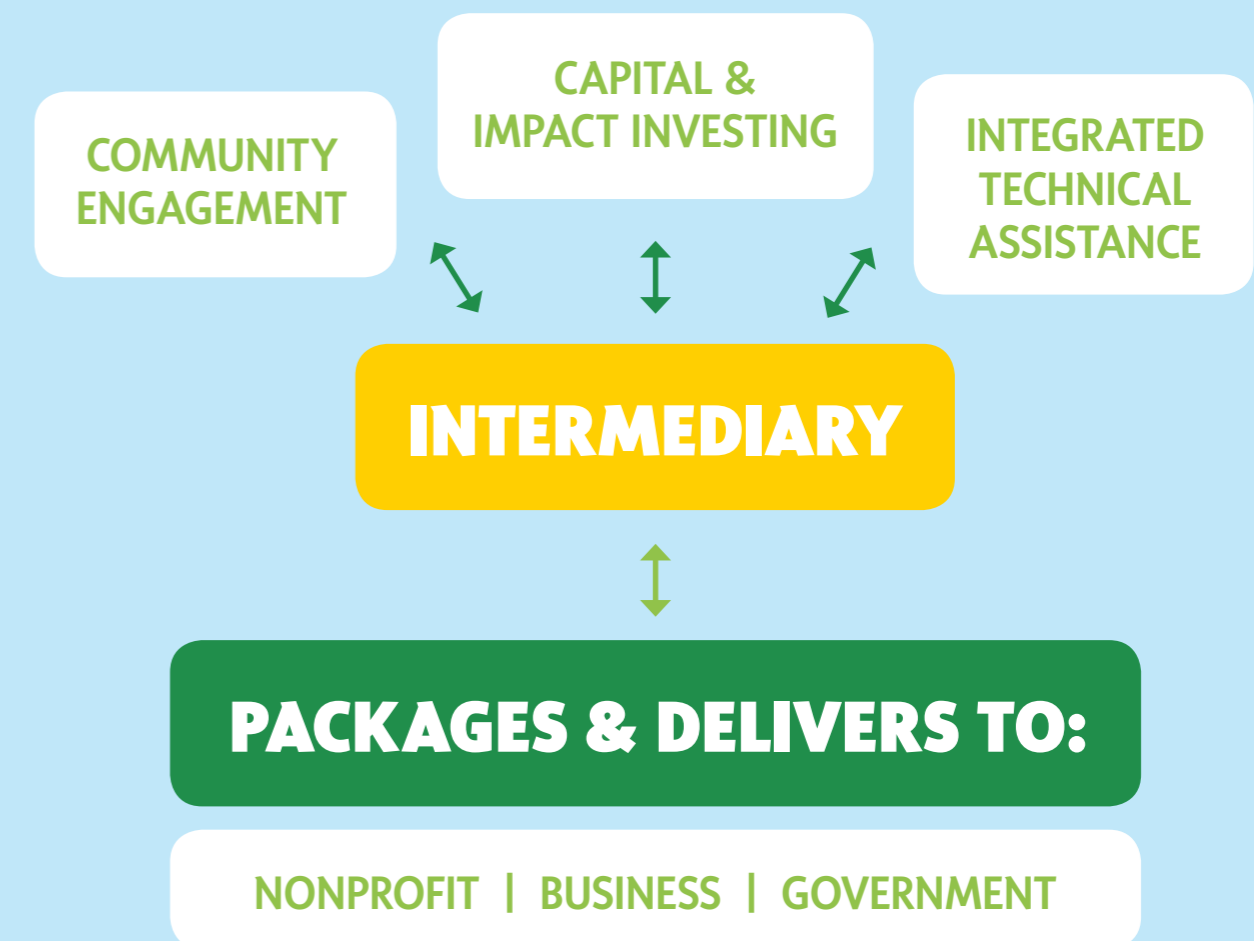 COMMUNITY
ENGAGEMENT
CAPITAL &
IMPACT INVESTING
INTEGRATED
TECHNICAL
ASSISTANCE
INTERMEDIARY
PACKAGES & DELIVERS TO:
NONPROFIT | BUSINESS | GOVERNMENT